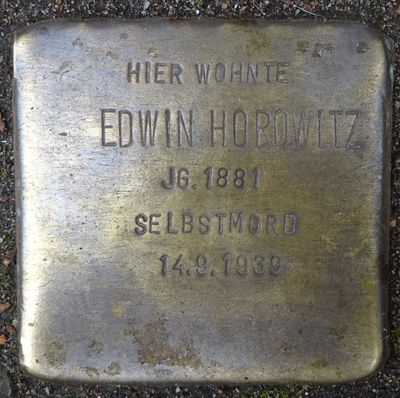 HIER WOHNTE
EDWIN HOROWITZ
JG. 1881
SELBSTMORD
14.9.1939